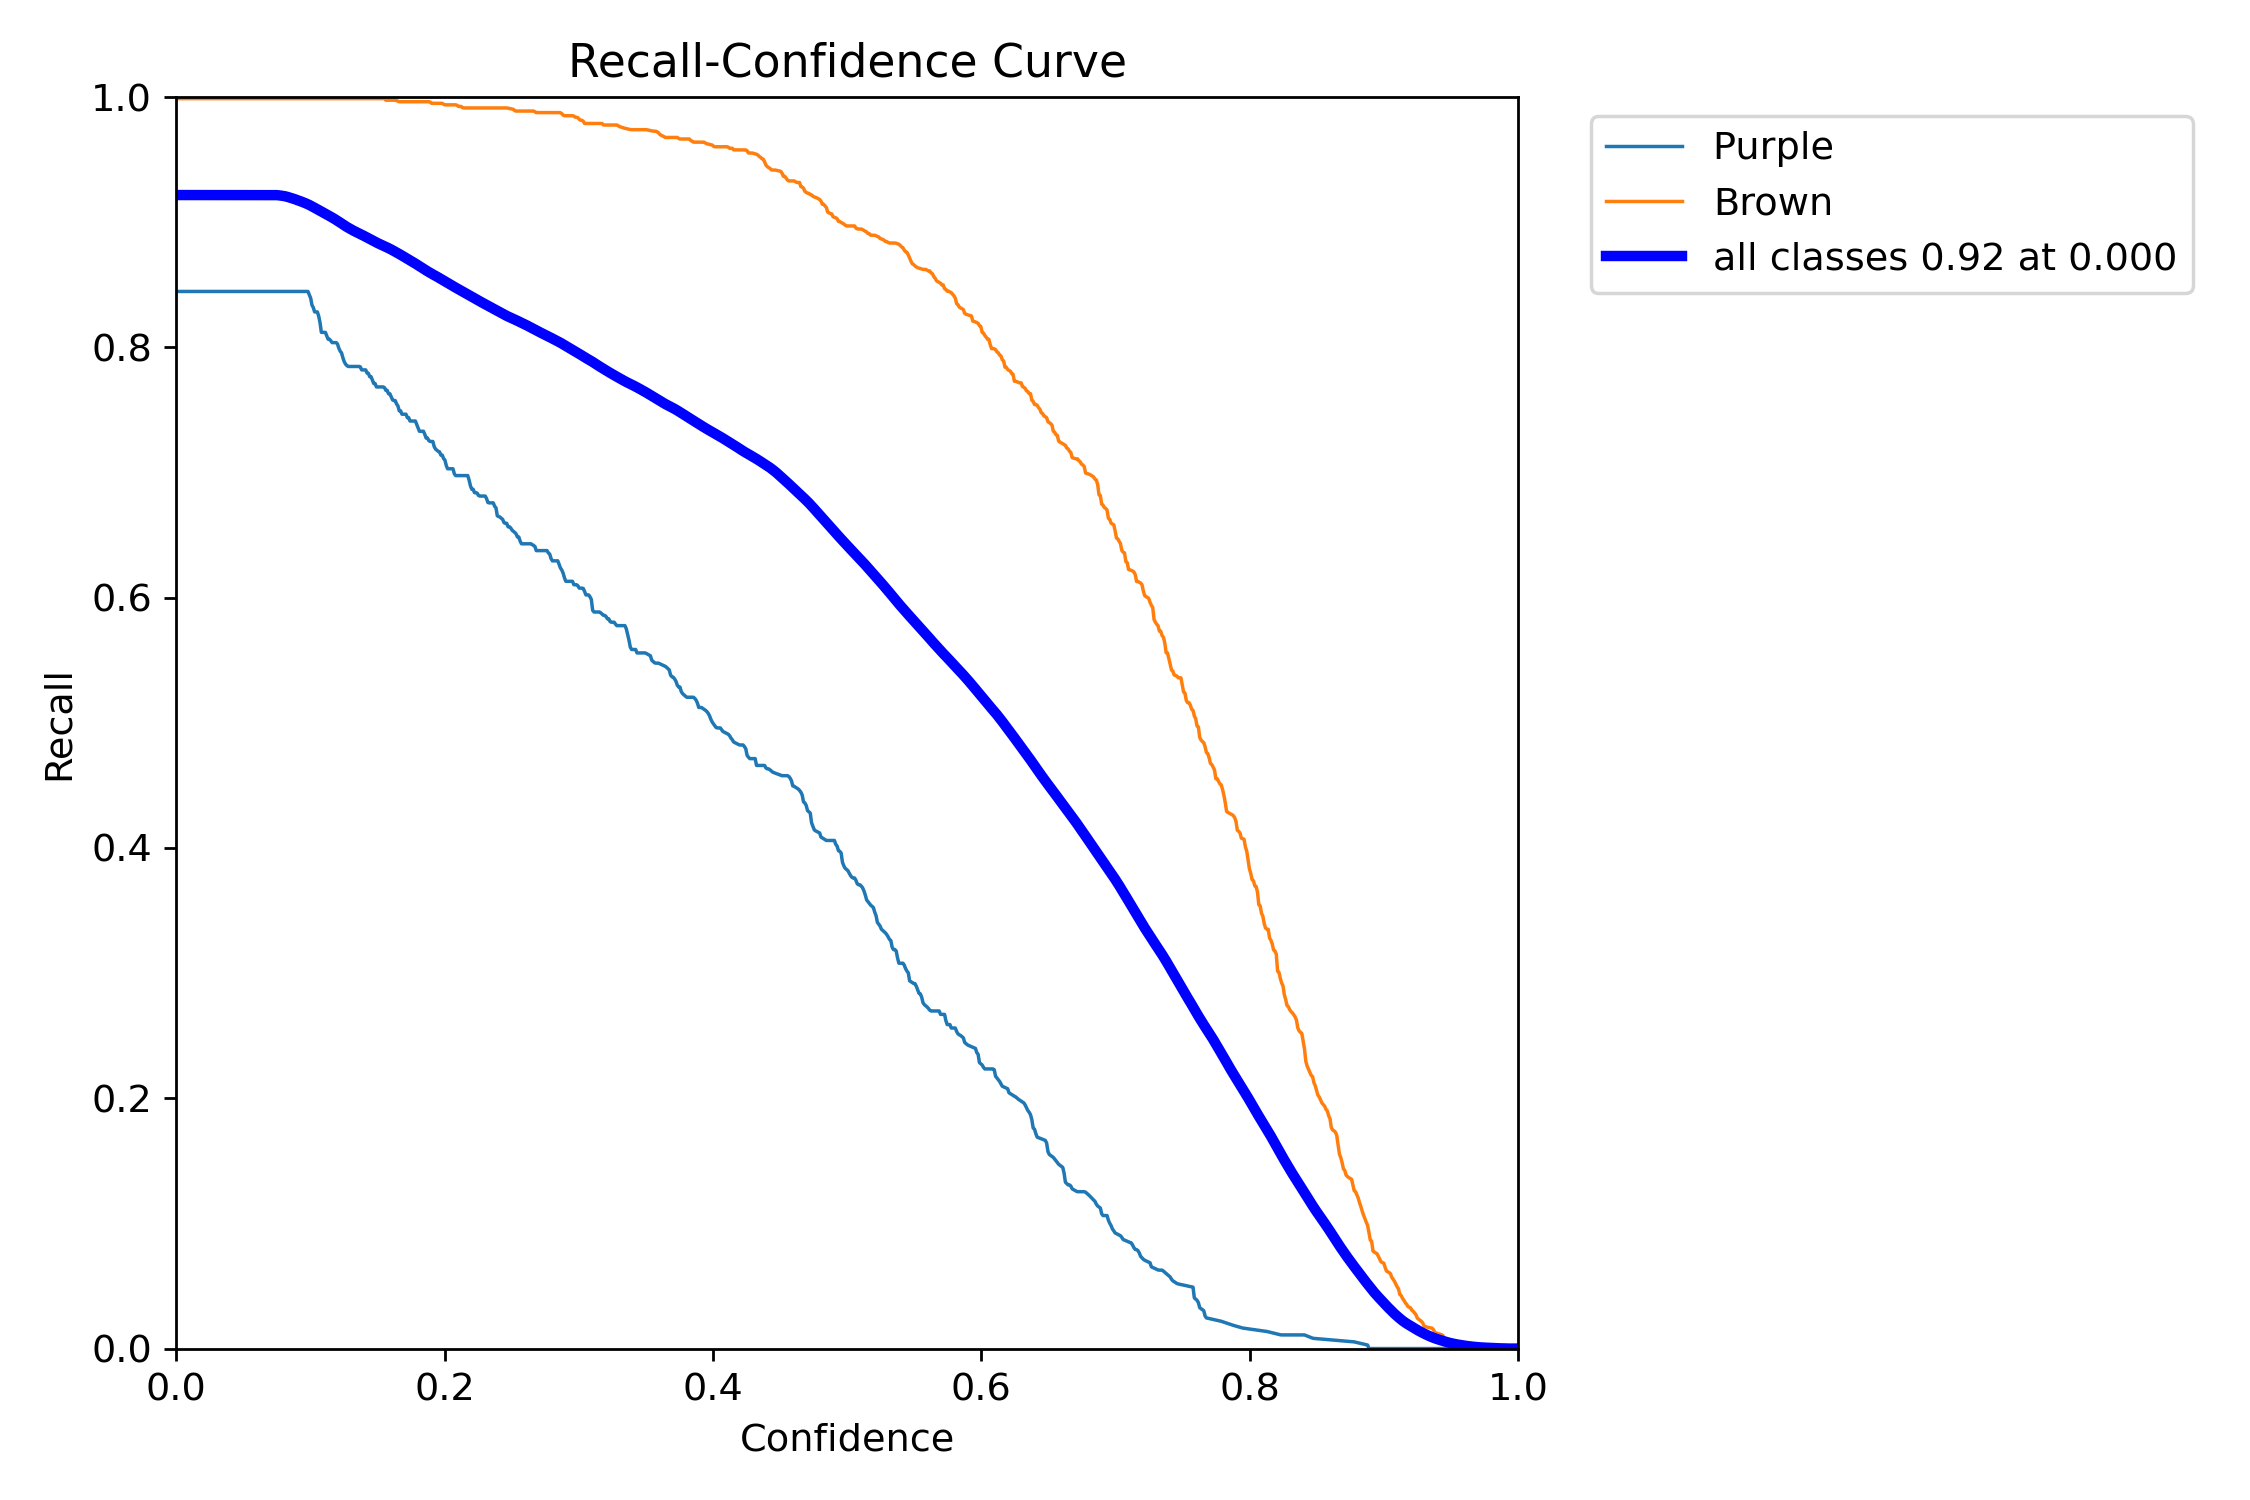 Recall-Confidence Curve
1.0
0.8
0.6
0.4
0.2
0.0
Recall
0.0 0.2 0.4 0.6 0.8 1.0
Confidence
Purple
Brown
all classes 0.92 at 0.000